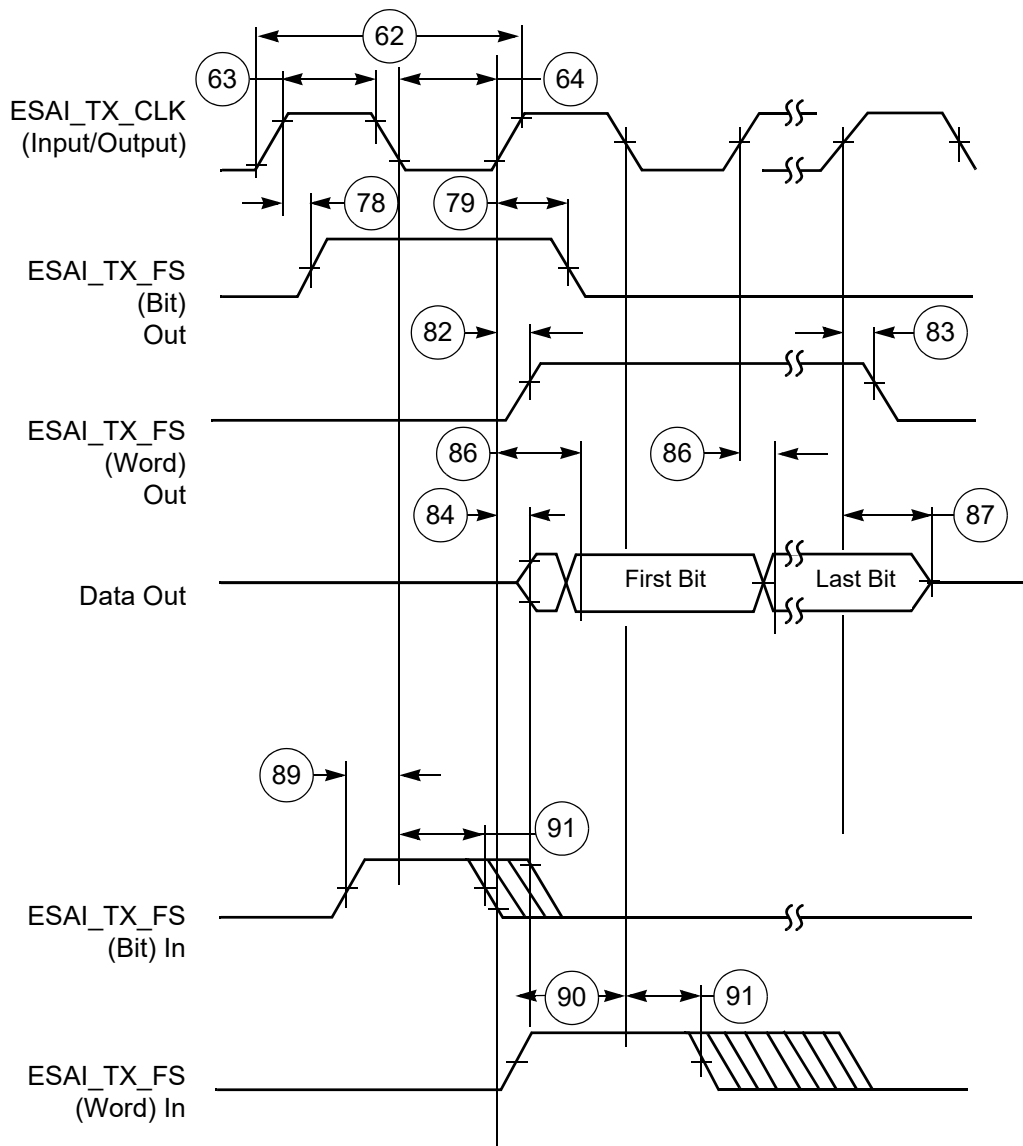 62
63
64
ESAI_TX_CLK
(Input/Output)
78
79
ESAI_TX_FS
(Bit)
Out
82
83
ESAI_TX_FS
(Word)
Out
86
86
84
87
Data Out
First Bit
Last Bit
89
91
ESAI_TX_FS
(Bit) In
90
91
ESAI_TX_FS
(Word) In